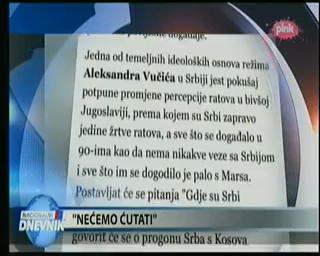 pink
Jedna od temeljnih ideoloških osnova režima
Aleksandra Vučića u Srbiji jest pokušaj
potpune promjene percepcije ratova u bivšoj
Jugoslaviji, prema kojem su Srbi zapravo
jedine žrtve ratova, a sve što se događalo u
90-ima kao da nema nikakve veze sa Srbijom
i sve što im se dogodilo je palo s Marsa.
Postavljat će se pitanja "Gdje su Srbi
NACIONALNI
DNEVNIK
"NEĆEMO ĆUTATI"
govorit će se o progonu Srba s Kosova